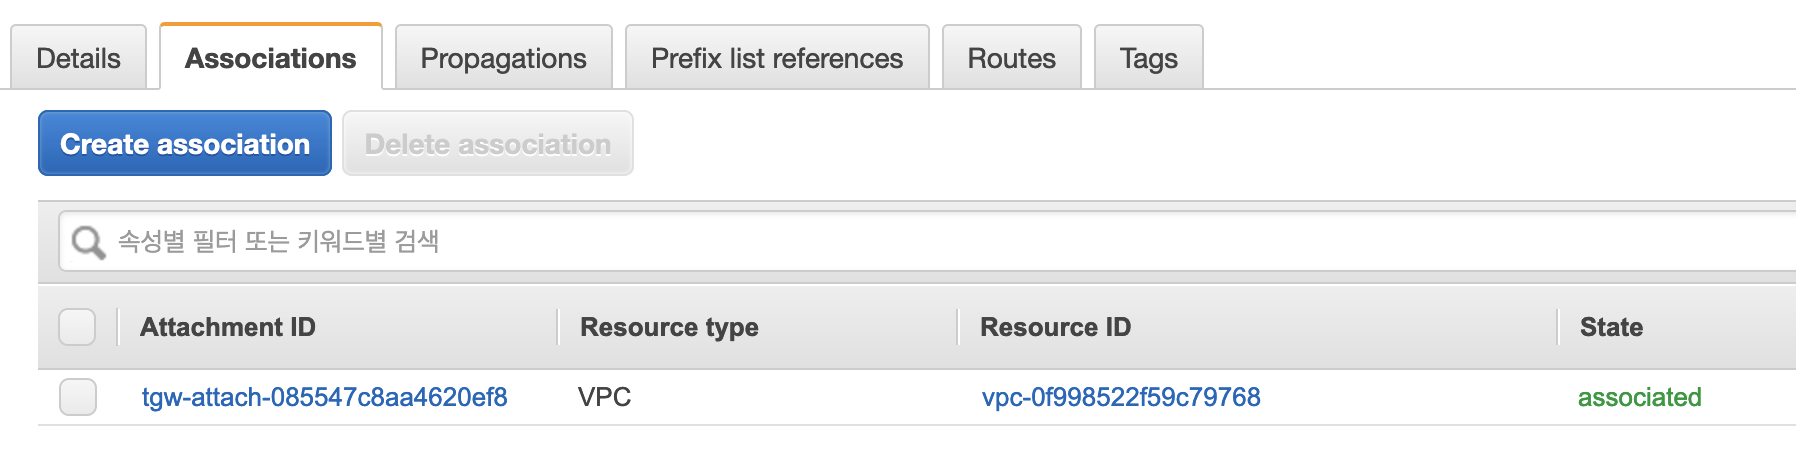 Details Associations Propagations Prefix list references Routes Tags
Create association Delete association
속성별 필터 또는 키워드별 검색
Attachment ID Resource type Resource ID State
tgw-attach-085547c8aa4620ef8 VPC vpc-0f998522f59c79768 associated